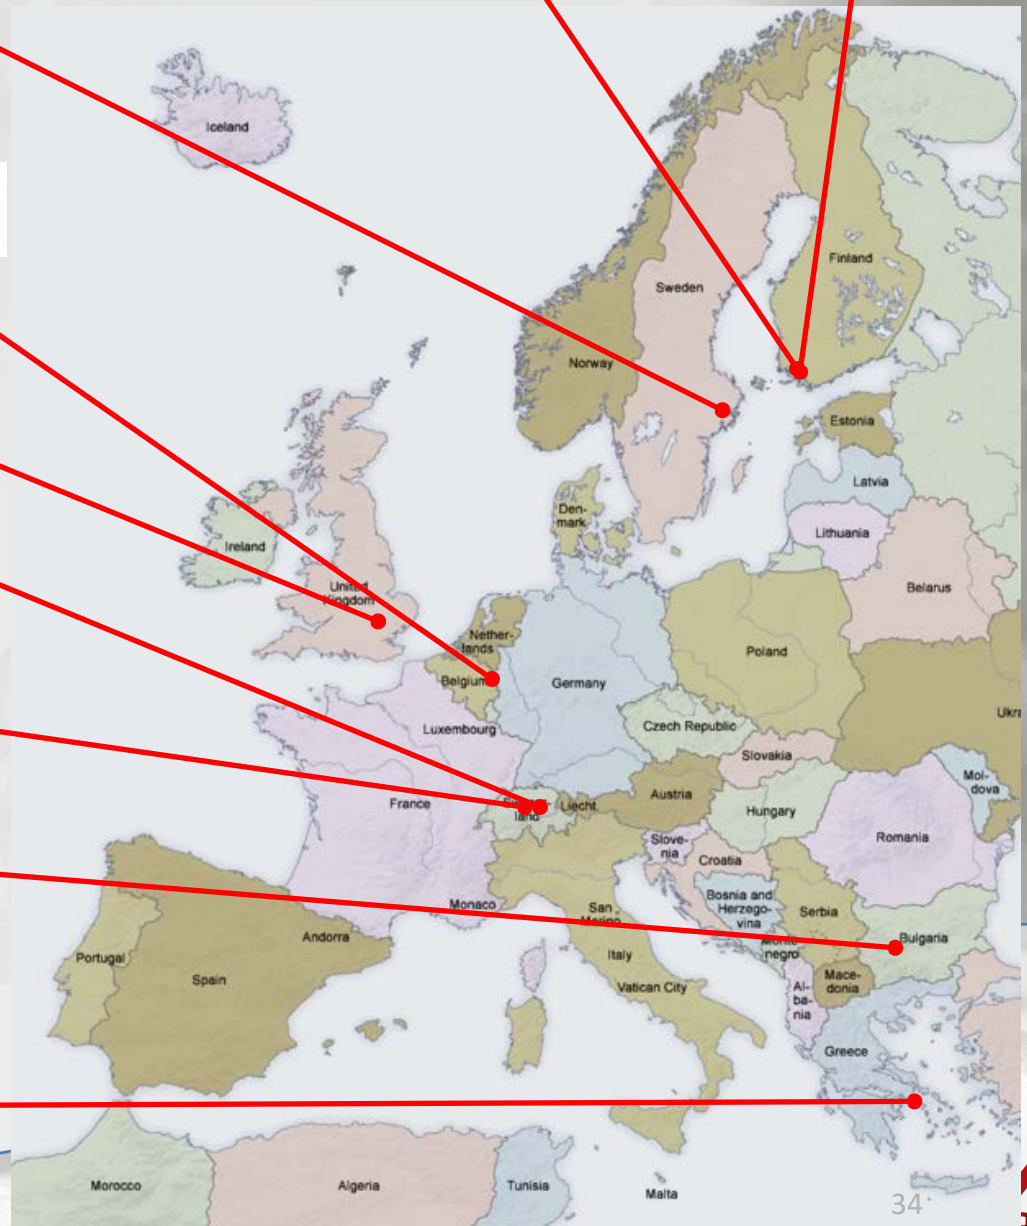 Iceland
Finland
Sweden
Norway
Estonia
Latvia
Den-
mark
Lithuania
Ireland
United
Kingdom
Belarus
Nether-
lands
Poland
Belgium
Germany
Ukra
Luxembourg
Czech Republic
Slovakia
Mol-
dova
France
land
Liecht.
Austria
Hungary
Romania
Slove-
nia
Croatia
Bosnia and
Herzego-
vina
Serbia
Monaco
San
Marino
Andorra
Monte-
negro
Bulgaria
Portugal
Spain
Italy
Vatican City
Mace-
donia
Al-
ba-
nia
Greece
Morocco
Algeria
Tunisia
Malta
34